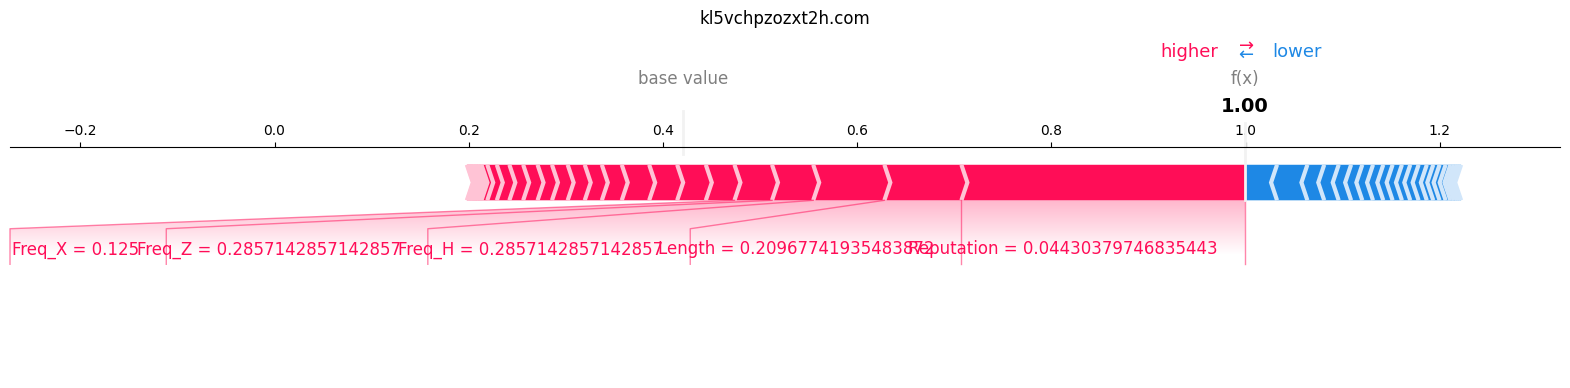 kl5vchpzozxt2h.com
higher ⇄ lower
base value f(x)
1.00
−0.2 0.0 0.2 0.4 0.6 0.8 1.0 1.2
Freq_X = 0.125 Freq_Z = 0.2857142857142857 Freq_H = 0.2857142857142857 Length = 0.20967741935483872 Reputation = 0.04430379746835443